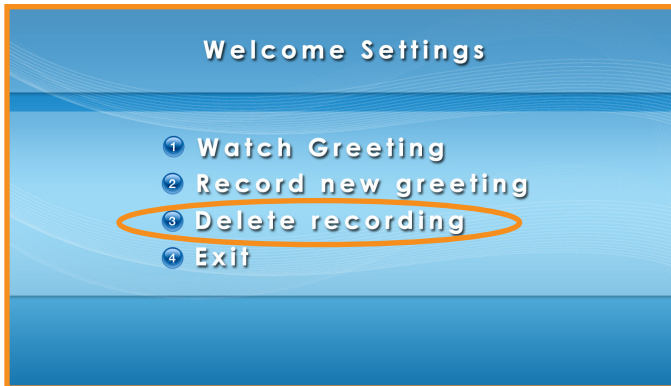 Welcome Settings
1 Watch Greeting
2 Record new greeting
3 Delete recording
4 Exit